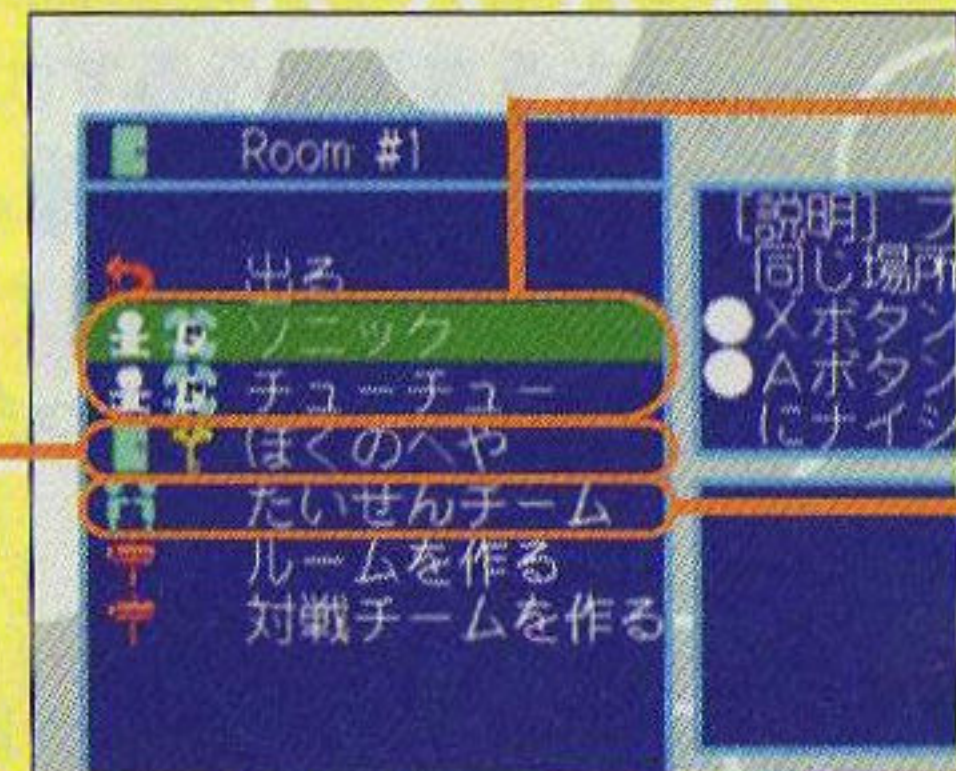 Room #1
出る
ソニック
チューチュー
ぼくのへや
たいせんチーム
ルームを作る
対戦チームを作る
[説明] フ
同じ場所
Xボタン
Aボタン
にナイシ